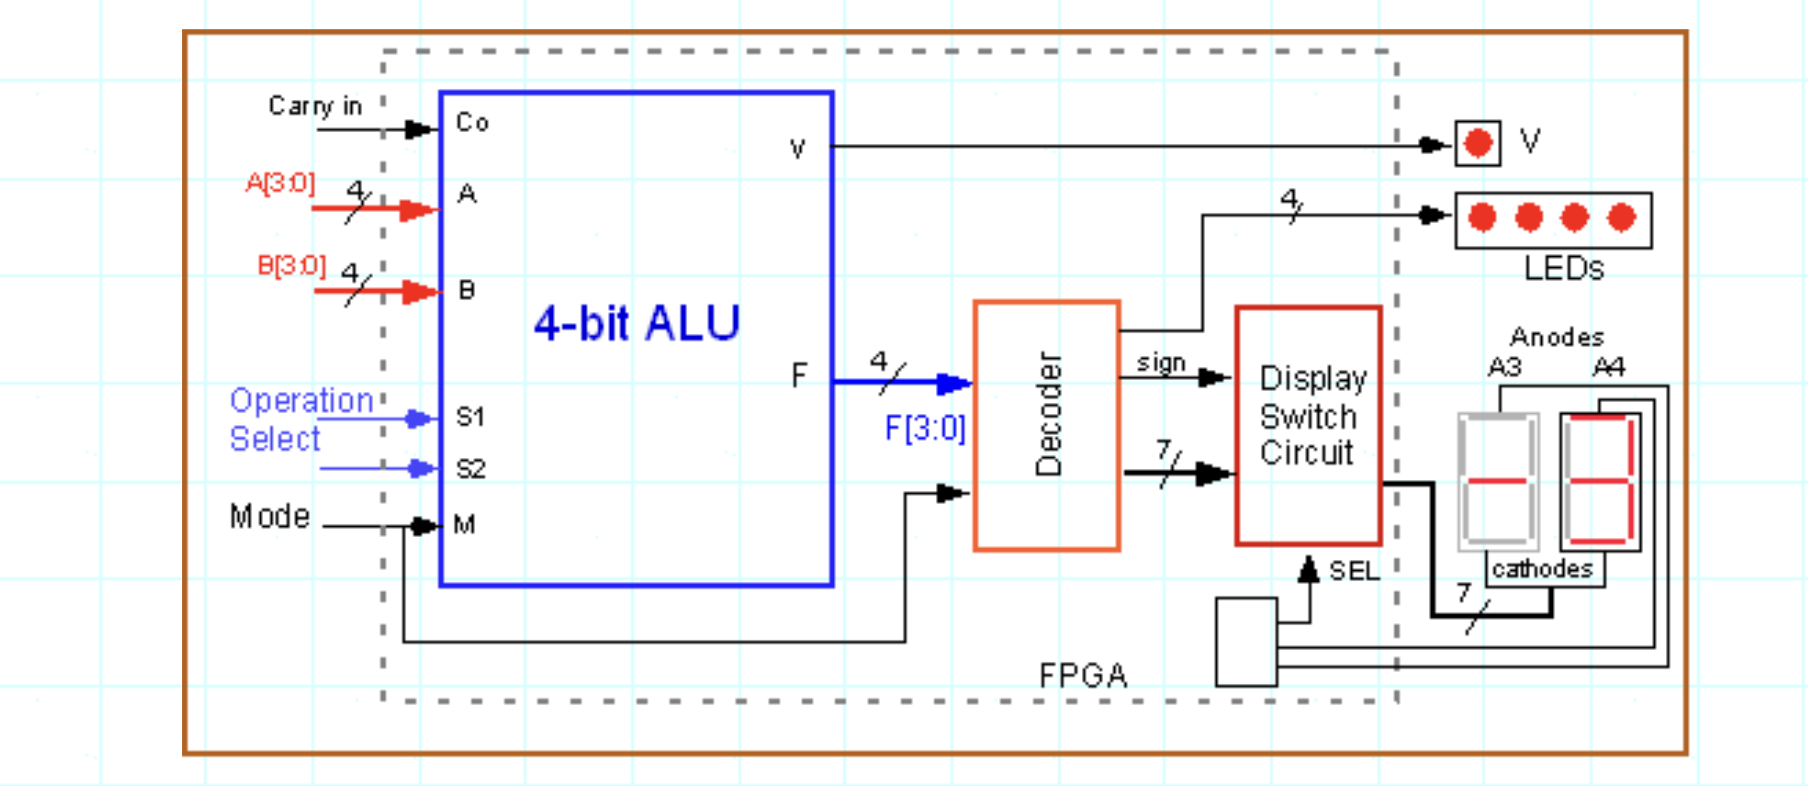 Carry in
Co
V
V
A[3:0]
4
A
4
B[3:0]
4
B
LEDs
4-bit ALU
Anodes
A3
A4
4
F
F[3:0]
Decoder
sign
Display
Switch
Circuit
7
Operation
Select
S1
S2
Mode
M
SEL
cathodes
7
FPGA